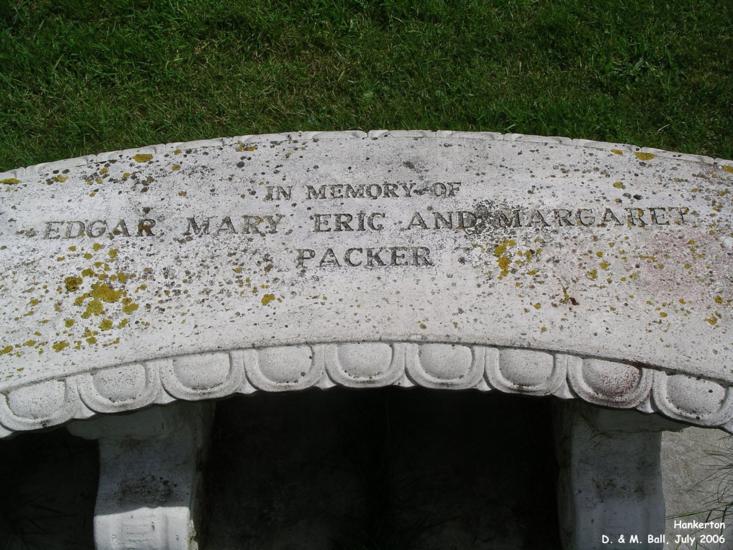 IN MEMORY OF
EDGAR MARY ERIC AND MARGARET
PACKER
Hankerton
D. & M. Ball, July 2006